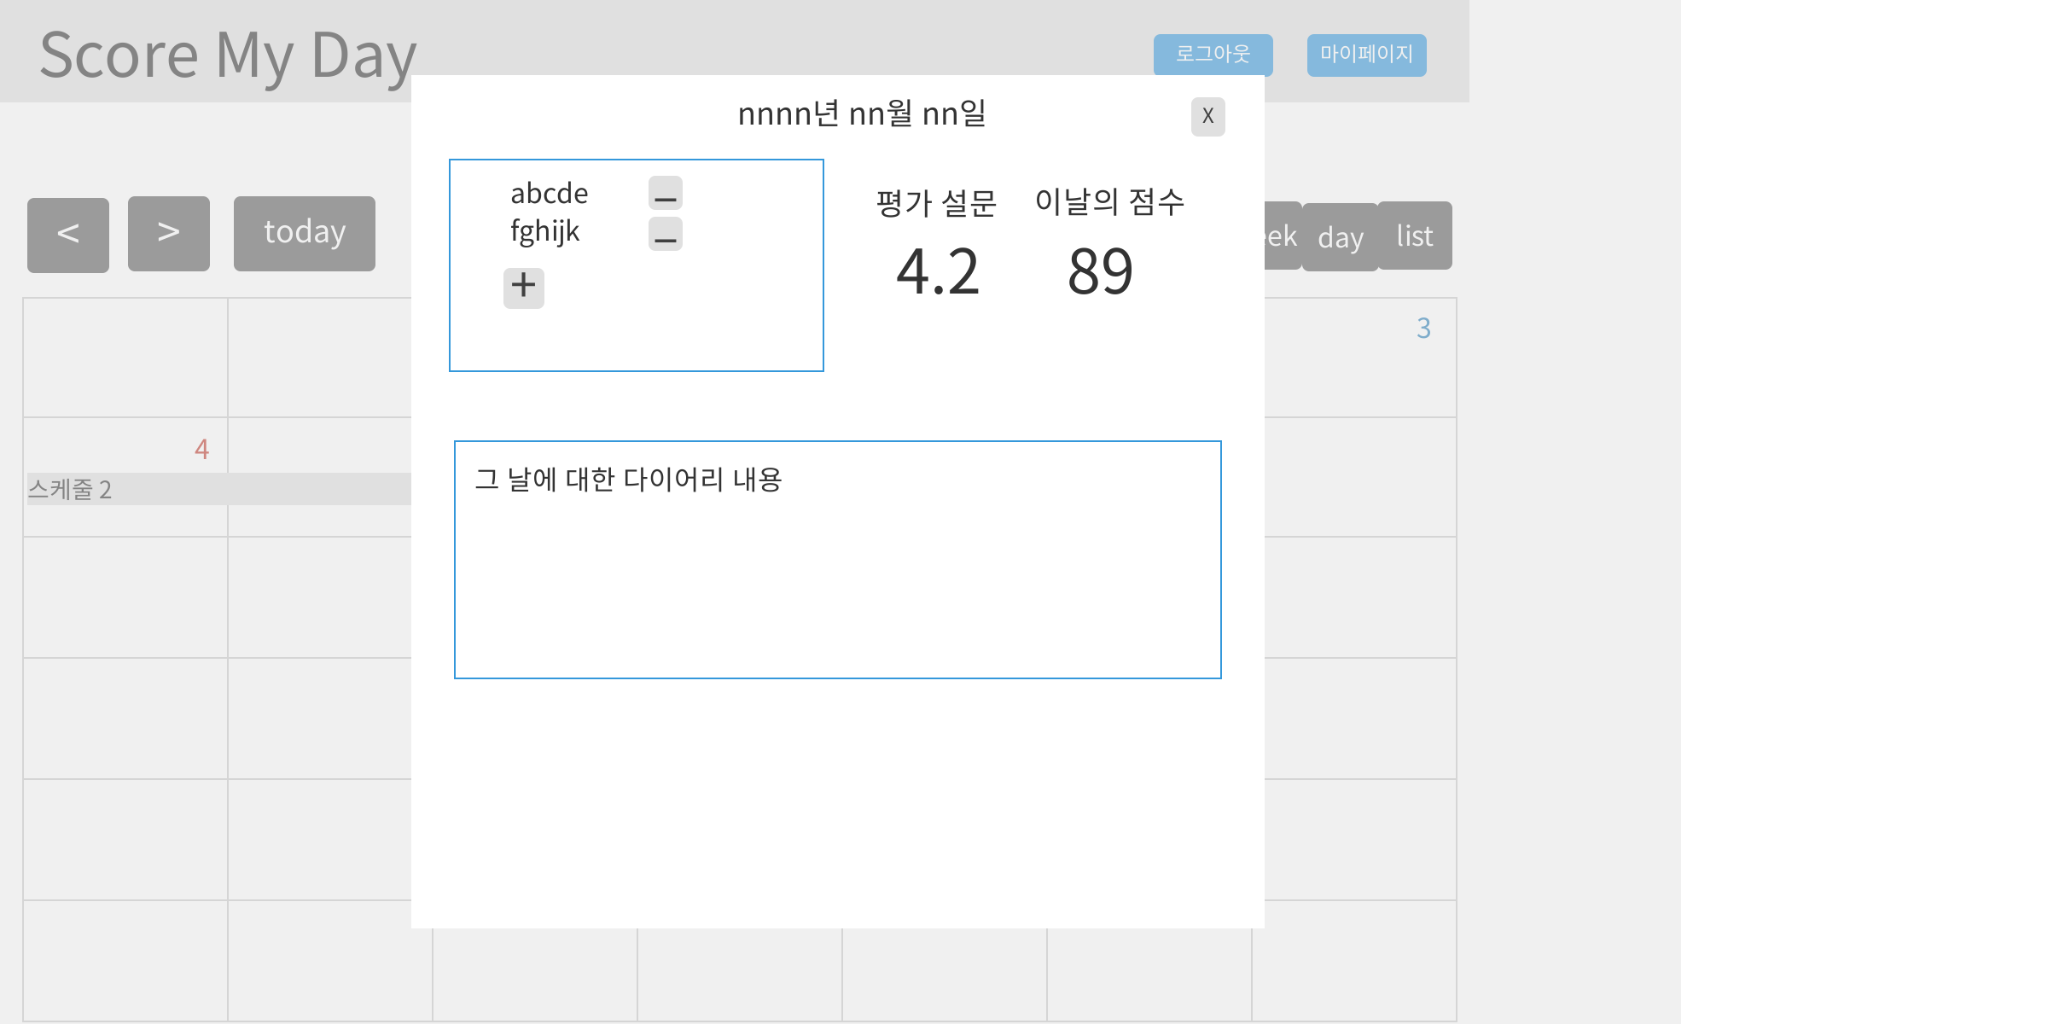 Score My Day
로그아웃
마이페이지
nnnn년 nn월 nn일
X
<
>
today
abcde
_
fghijk
_
+
평가 설문
이날의 점수
4.2
89
day
list
3
4
스케줄 2
그 날에 대한 다이어리 내용